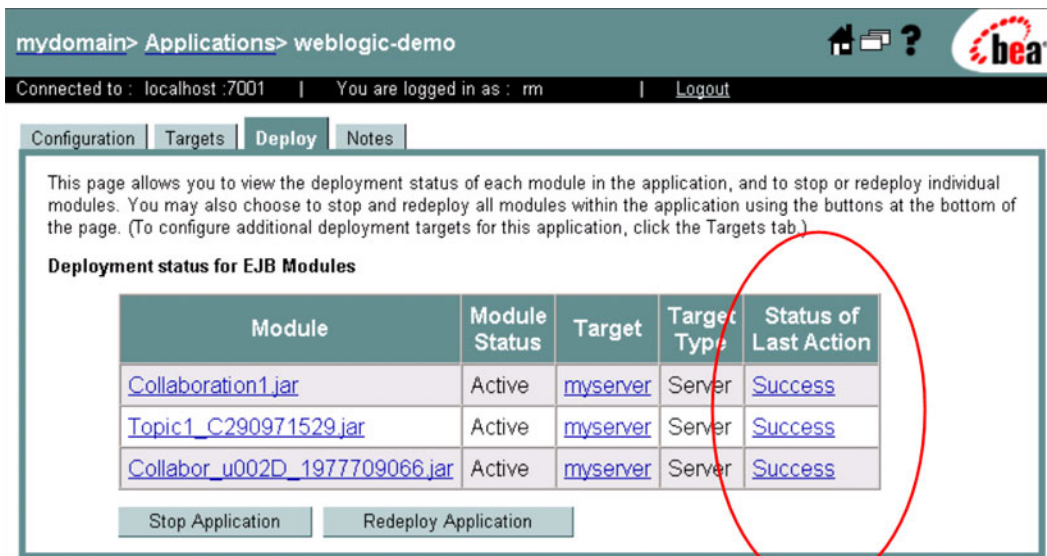 mydomain> Applications> weblogic-demo
?
bea
Connected to : localhost :7001 | You are logged in as : rm | Logout
Configuration Targets Deploy Notes
This page allows you to view the deployment status of each module in the application, and to stop or redeploy individual
modules. You may also choose to stop and redeploy all modules within the application using the buttons at the bottom of
the page. (To configure additional deployment targets for this application, click the Targets tab.)
Deployment status for EJB Modules
Module Module Status Target Target Type Status of Last Action
Collaboration1.jar Active myserver Server Success
Topic1_C290971529.jar Active myserver Server Success
Collabor_u002D_1977709066.jar Active myserver Server Success
Stop Application Redeploy Application